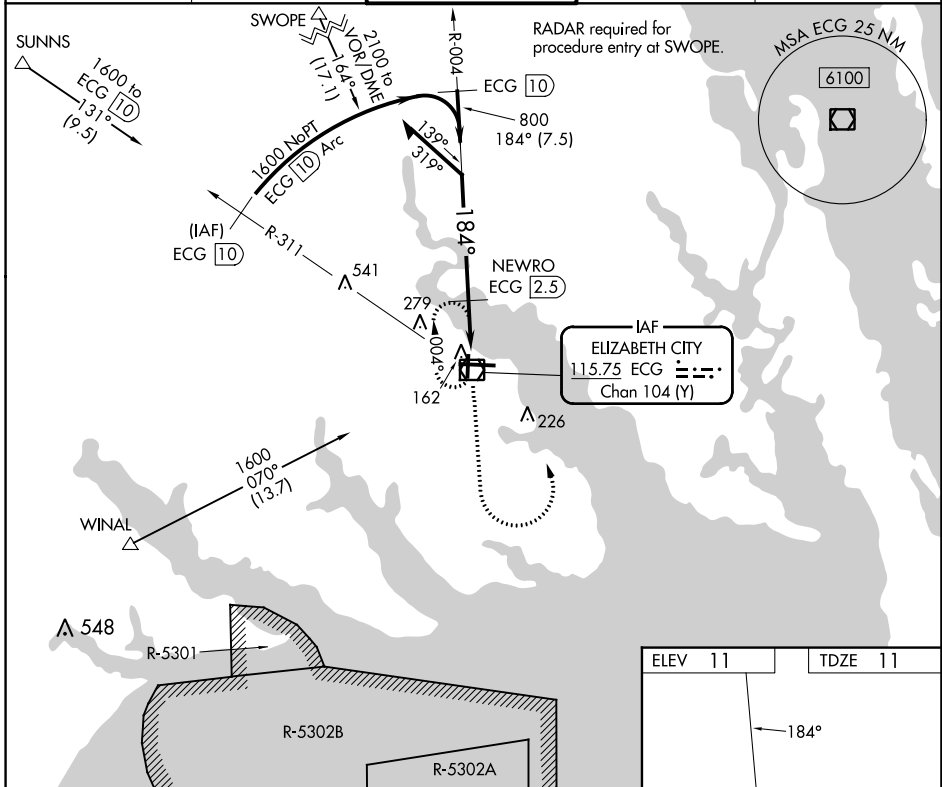 SWOPE
2100 to
VOR/DME
164°
(17.1)
R-004
RADAR required for
procedure entry at SWOPE.
MSA ECG 25 NM
6100
SUNNS
1600 to
ECG 10
131°
(9.5)
ECG 10
800
184° (7.5)
1600 NoPT
ECG 10 Arc
139°
319°
(IAF)
ECG 10
R-311
184°
541
NEWRO
ECG 2.5
279
004°
162
IAF
ELIZABETH CITY
115.75 ECG
Chan 104 (Y)
226
1600
070°
(13.7)
WINAL
548
R-5301
R-5302B
R-5302A
ELEV 11
TDZE 11
184°